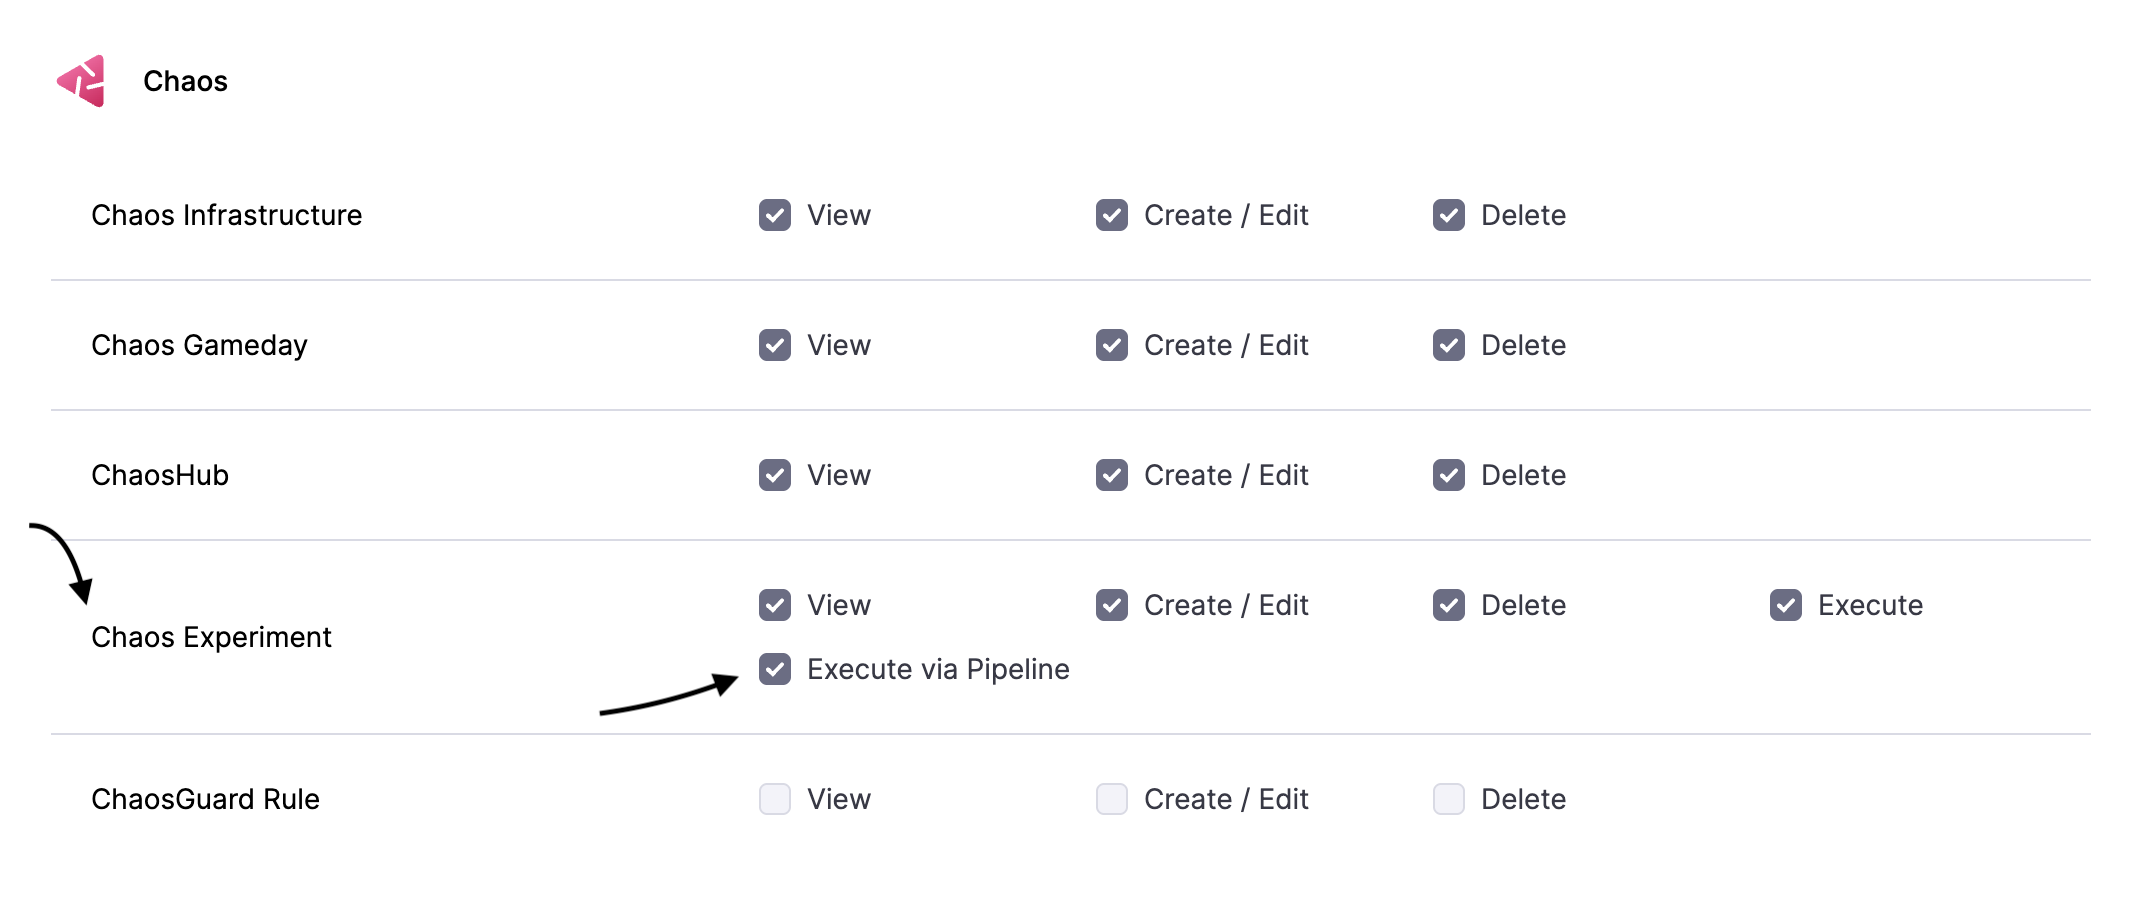 Chaos
Chaos Infrastructure View Create / Edit Delete
Chaos Gameday View Create / Edit Delete
ChaosHub View Create / Edit Delete
Chaos Experiment View Create / Edit Delete Execute
Execute via Pipeline
ChaosGuard Rule View Create / Edit Delete